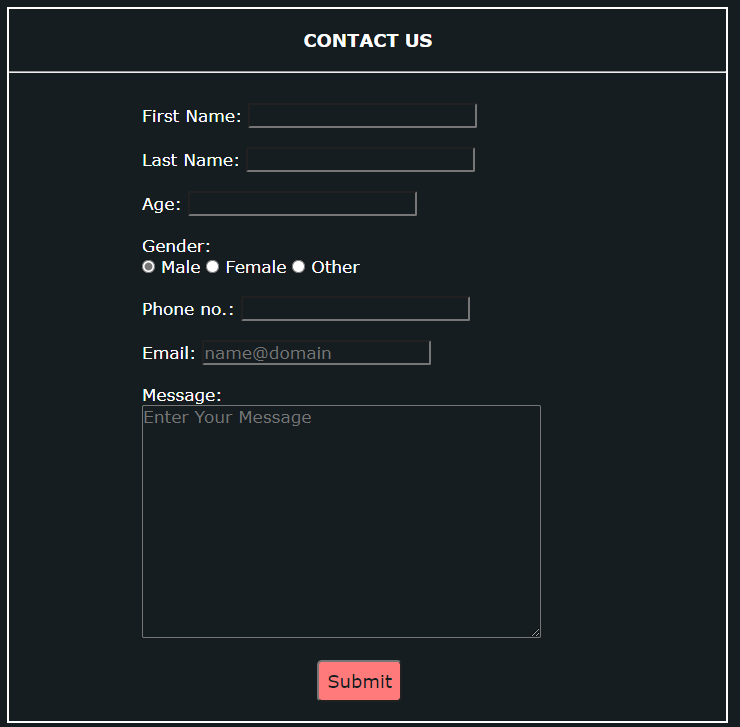 CONTACT US
First Name:
Last Name:
Age:
Gender:
Male Female Other
Phone no.:
Email: name@domain
Message:
Enter Your Message
Submit